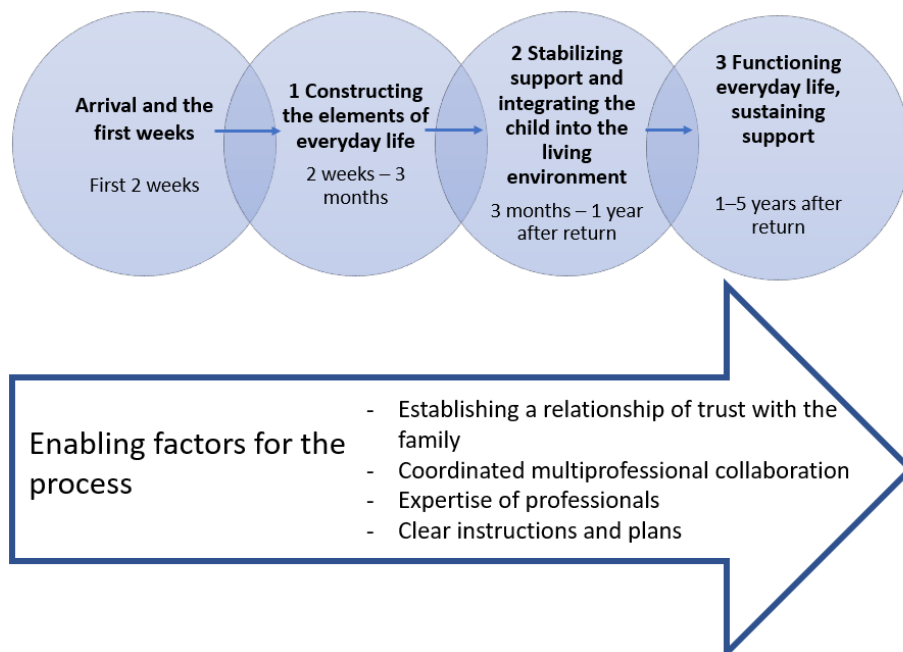 Arrival and the
first weeks
First 2 weeks
1 Constructing
the elements of
everyday life
2 weeks – 3
months
2 Stabilizing
support and
integrating the
child into the
living
environment
3 months – 1 year
after return
3 Functioning
everyday life,
sustaining
support
1–5 years after
return
Enabling factors for the
process
- Establishing a relationship of trust with the
family
- Coordinated multiprofessional collaboration
- Expertise of professionals
- Clear instructions and plans